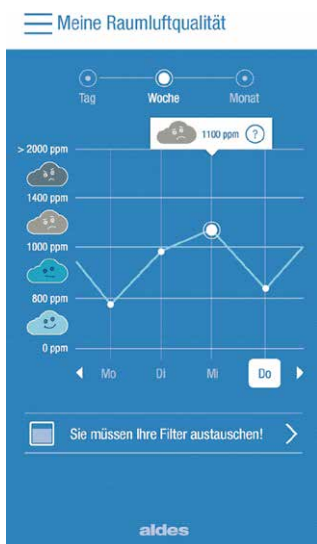 Meine Raumluftqualität
Tag Woche Monat
1100 ppm ?
> 2000 ppm
1400 ppm
1000 ppm
800 ppm
0 ppm
Mo Di Mi Do
Sie müssen Ihre Filter austauschen!
aldes